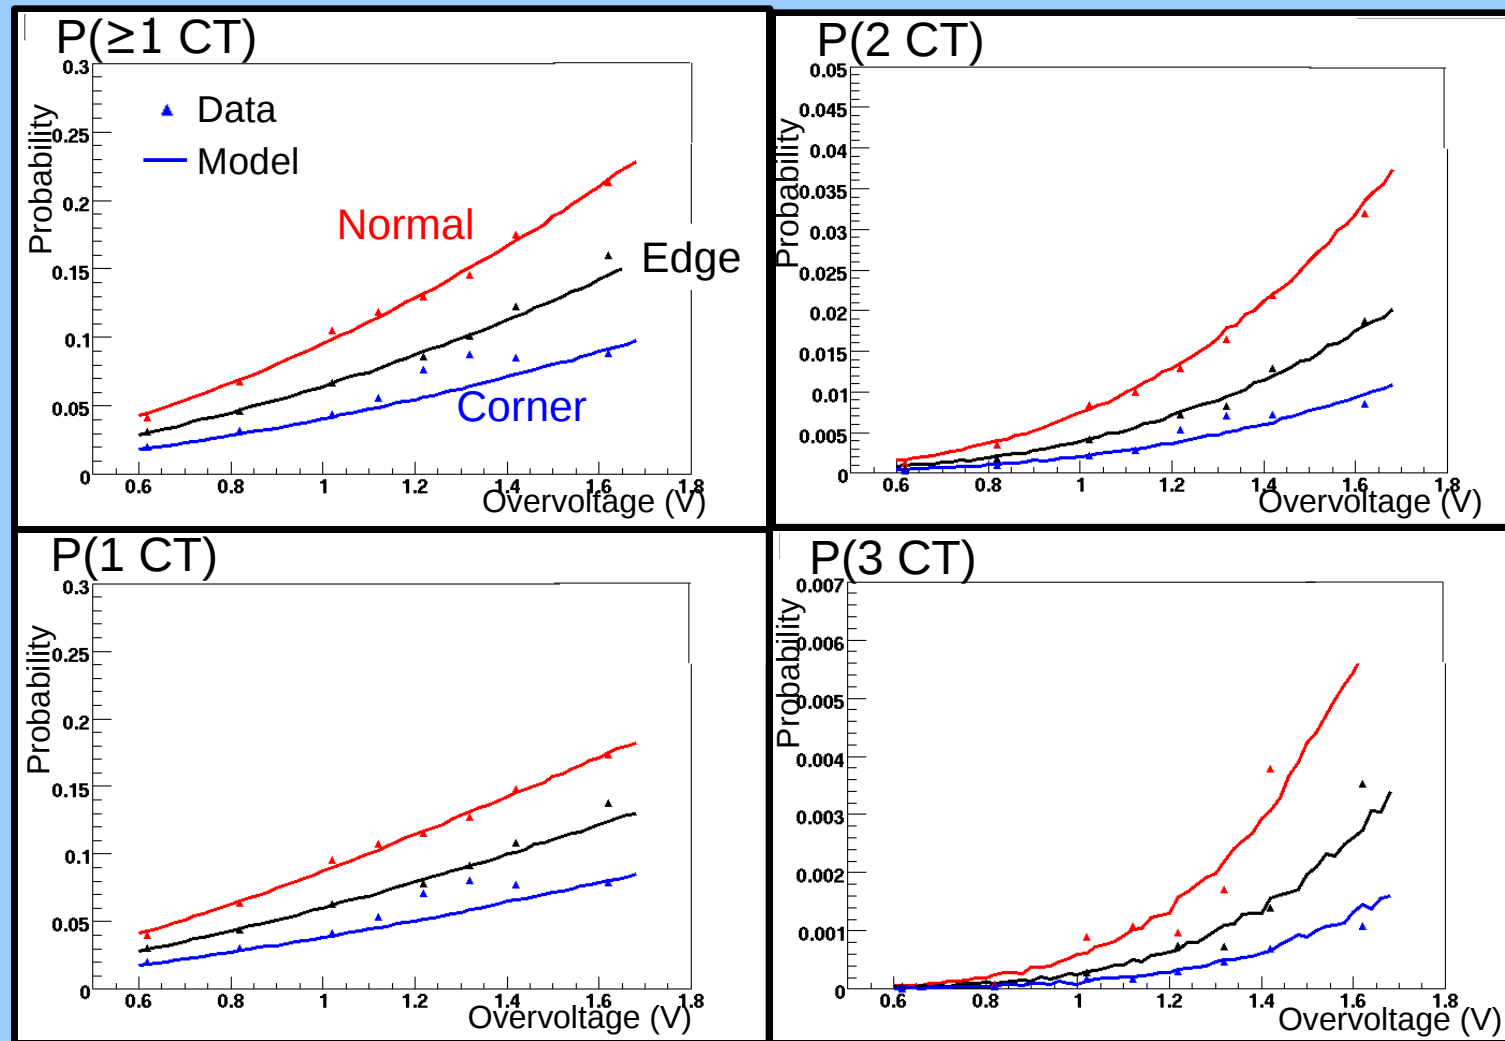 P(≥1 CT)
0.3
0.25
0.2
0.15
0.1
0.05
0
Probability
Data
Model
Normal
Edge
Corner
0.6 0.8 1 1.2 1.4 1.6 1.8
Overvoltage (V)
P(2 CT)
0.05
0.045
0.04
0.035
0.03
0.025
0.02
0.015
0.01
0.005
0
Probability
0.6 0.8 1 1.2 1.4 1.6 1.8
Overvoltage (V)
P(1 CT)
0.3
0.25
0.2
0.15
0.1
0.05
0
Probability
0.6 0.8 1 1.2 1.4 1.6 1.8
Overvoltage (V)
P(3 CT)
0.007
0.006
0.005
0.004
0.003
0.002
0.001
0
Probability
0.6 0.8 1 1.2 1.4 1.6 1.8
Overvoltage (V)